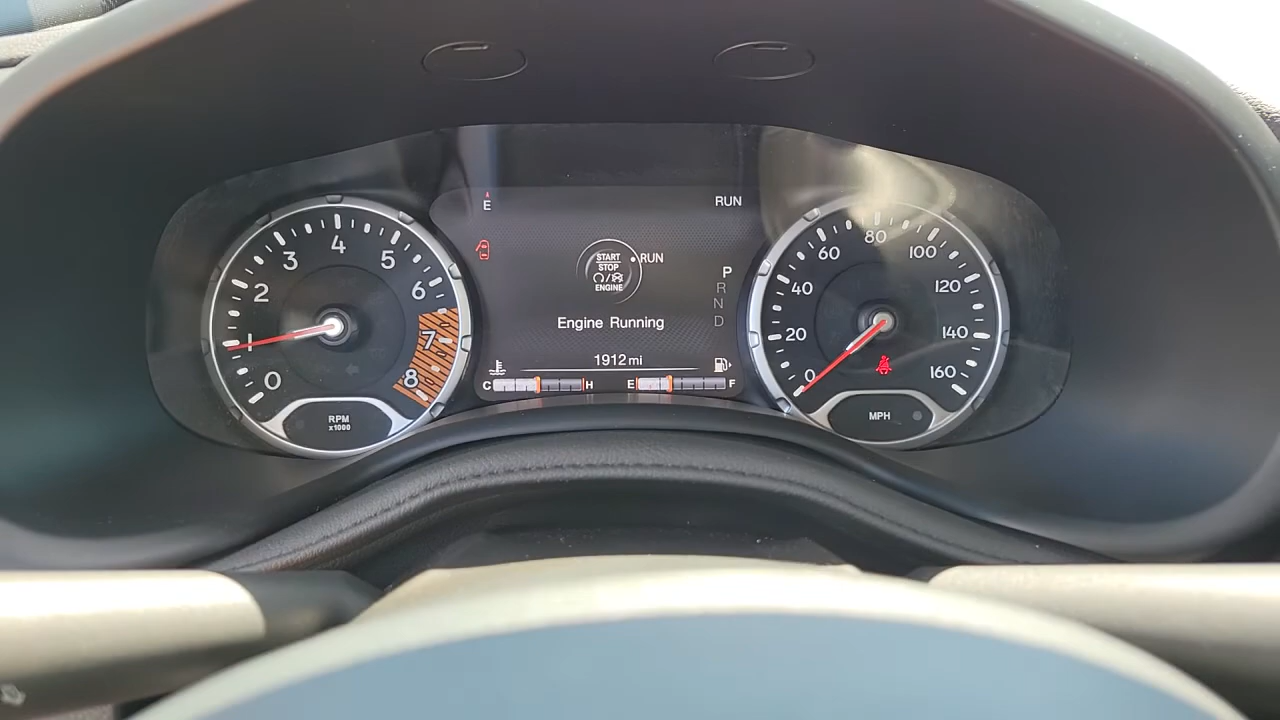 0
2
3
4
5
6
7
8
RPM
x1000
E
RUN
START
STOP
ENGINE
RUN
P
R
N
D
Engine Running
1912 mi
C H
E F
0
20
40
60
80
100
120
140
160
MPH